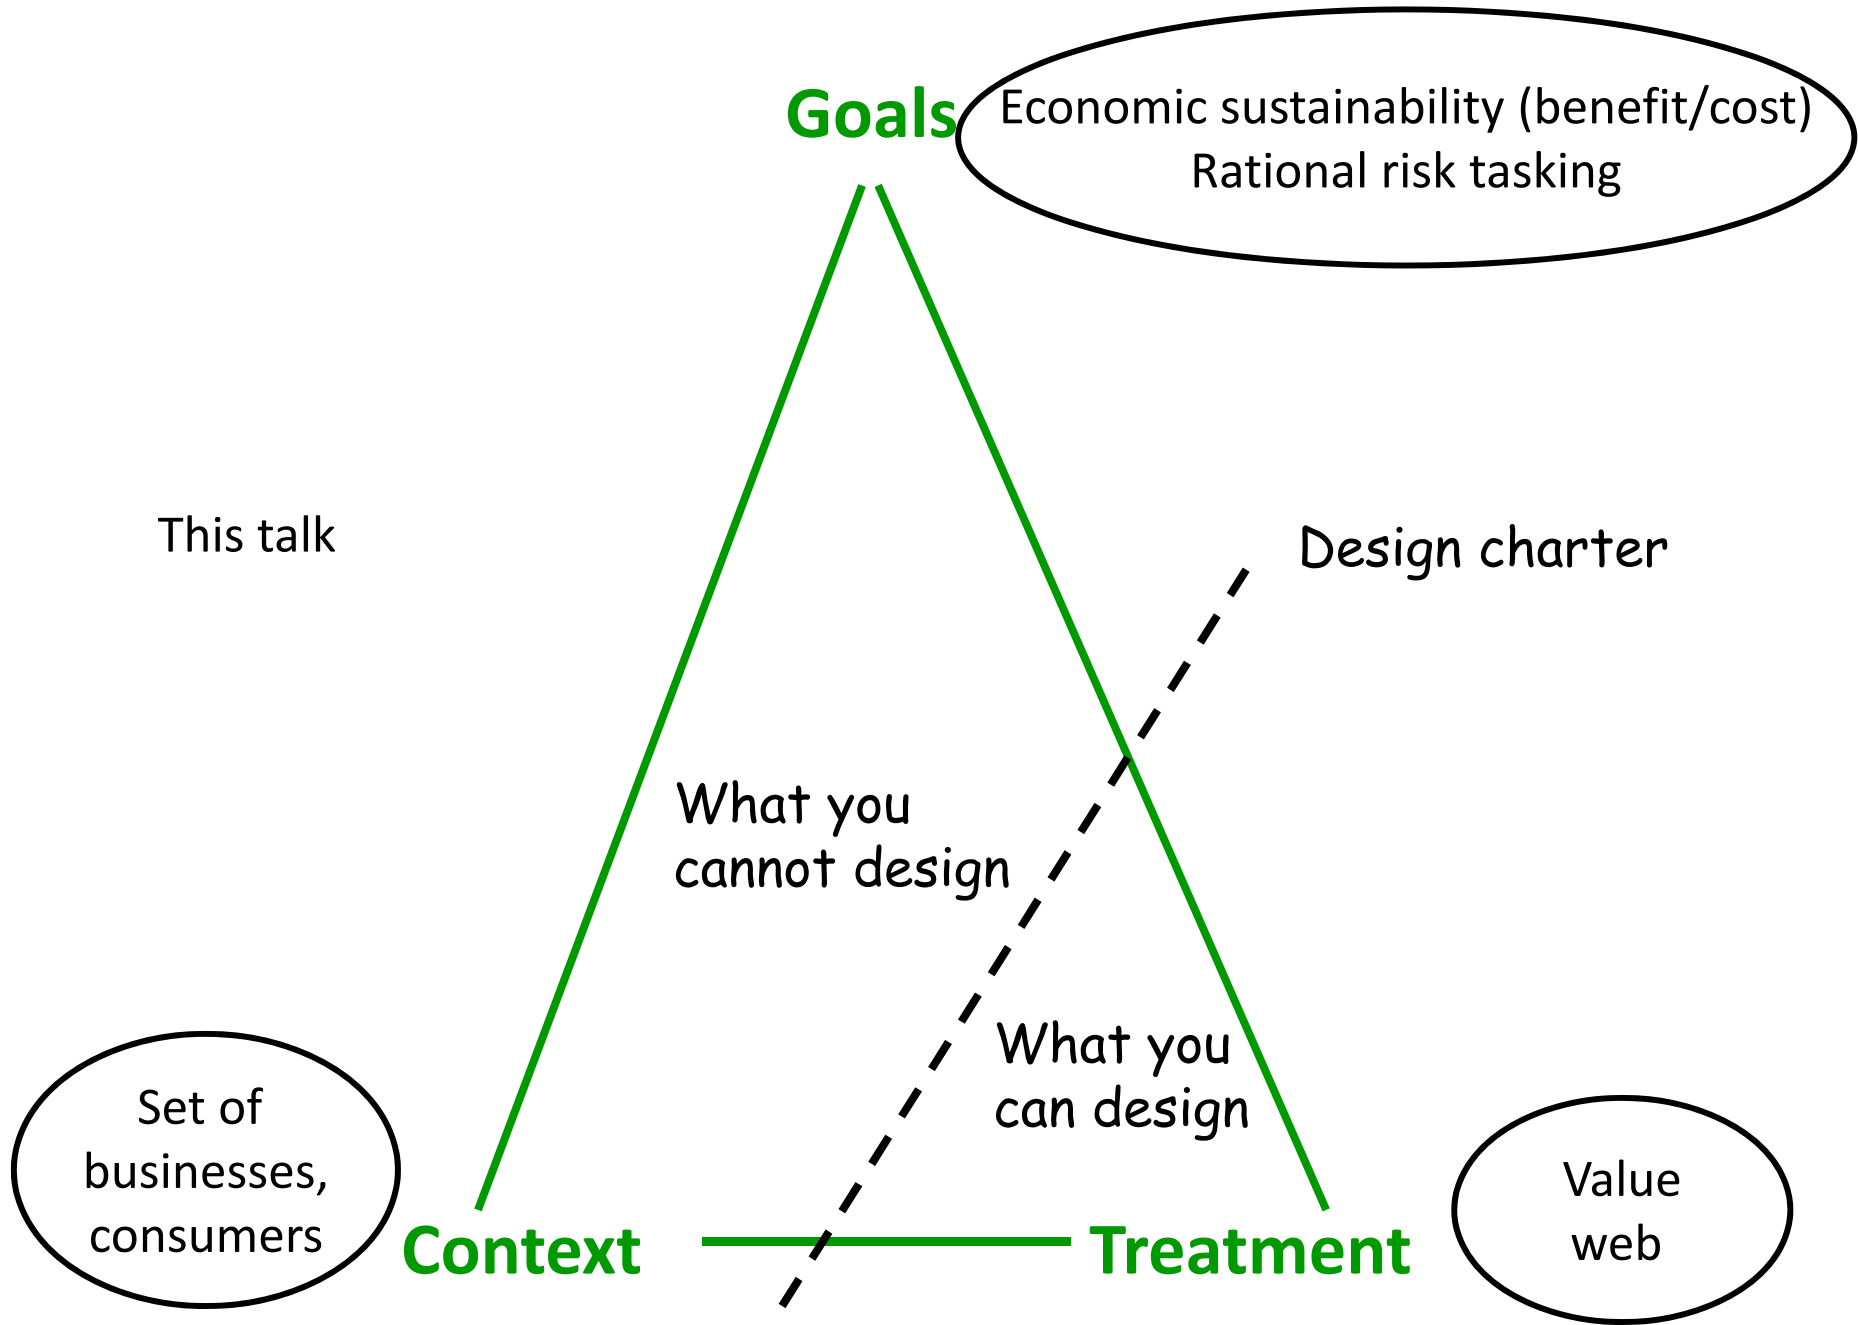 Goals
Economic sustainability (benefit/cost)
Rational risk tasking
This talk
Design charter
What you
cannot design
What you
can design
Set of
businesses,
consumers
Context
Treatment
Value
web